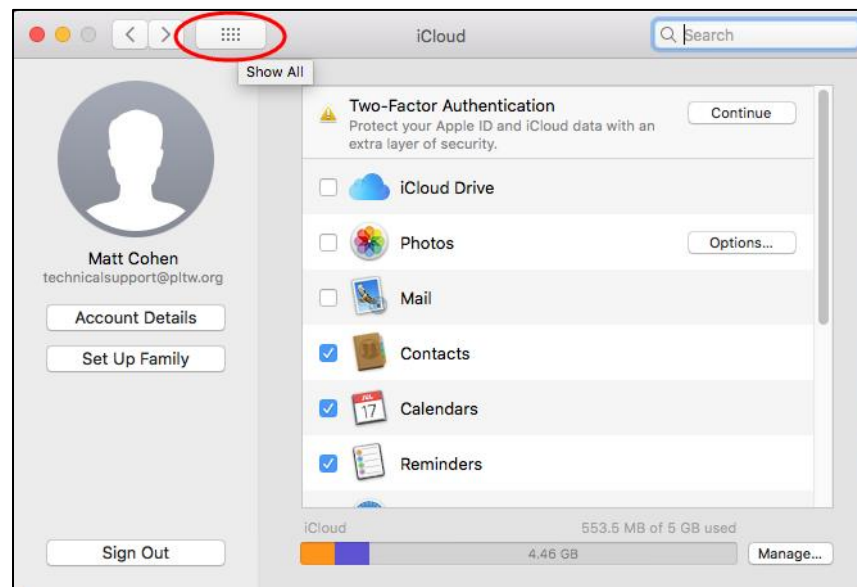 iCloud
Search
Show All
Two-Factor Authentication
Protect your Apple ID and iCloud data with an
extra layer of security.
Continue
iCloud Drive
Photos
Options...
Mail
Contacts
JUL
17
Calendars
Reminders
Matt Cohen
technicalsupport@pltw.org
Account Details
Set Up Family
Sign Out
iCloud
553.5 MB of 5 GB used
4.46 GB
Manage...